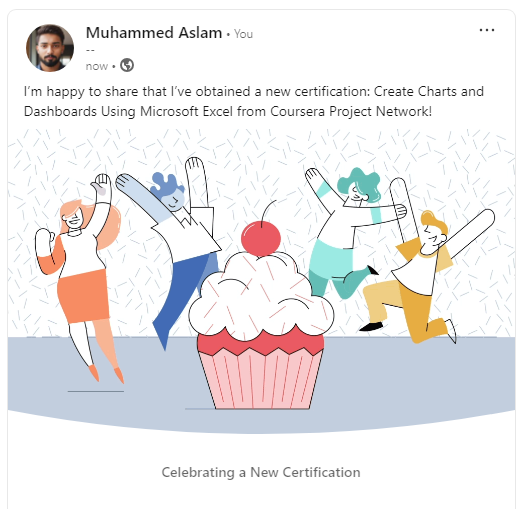 Muhammed Aslam • You
--
now •
I’m happy to share that I’ve obtained a new certification: Create Charts and
Dashboards Using Microsoft Excel from Coursera Project Network!
Celebrating a New Certification